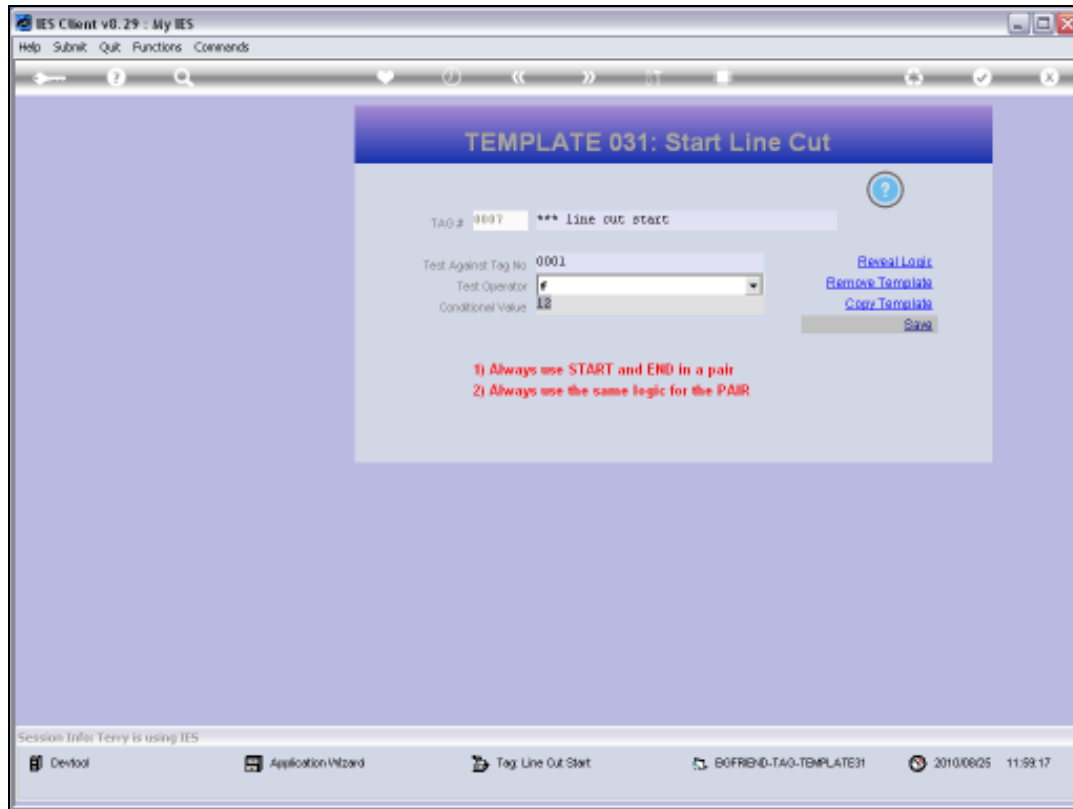 IES Client v8.29 : My IES
Help Submit Quit Functions Commands
TEMPLATE 031: Start Line Cut
TAG # 0007 *** line cut start
Test Against Tag No 0001
Reveal Logic
Test Operator #
Remove Template
Conditional Value 12
Copy Template
Save
1) Always use START and END in a pair
2) Always use the same logic for the PAIR
Session Info: Terry is using IES
Devtool Application Wizard Tag: Line Cut Start BGFRIEND-TAG-TEMPLATE31 2010/08/25 11:59:17